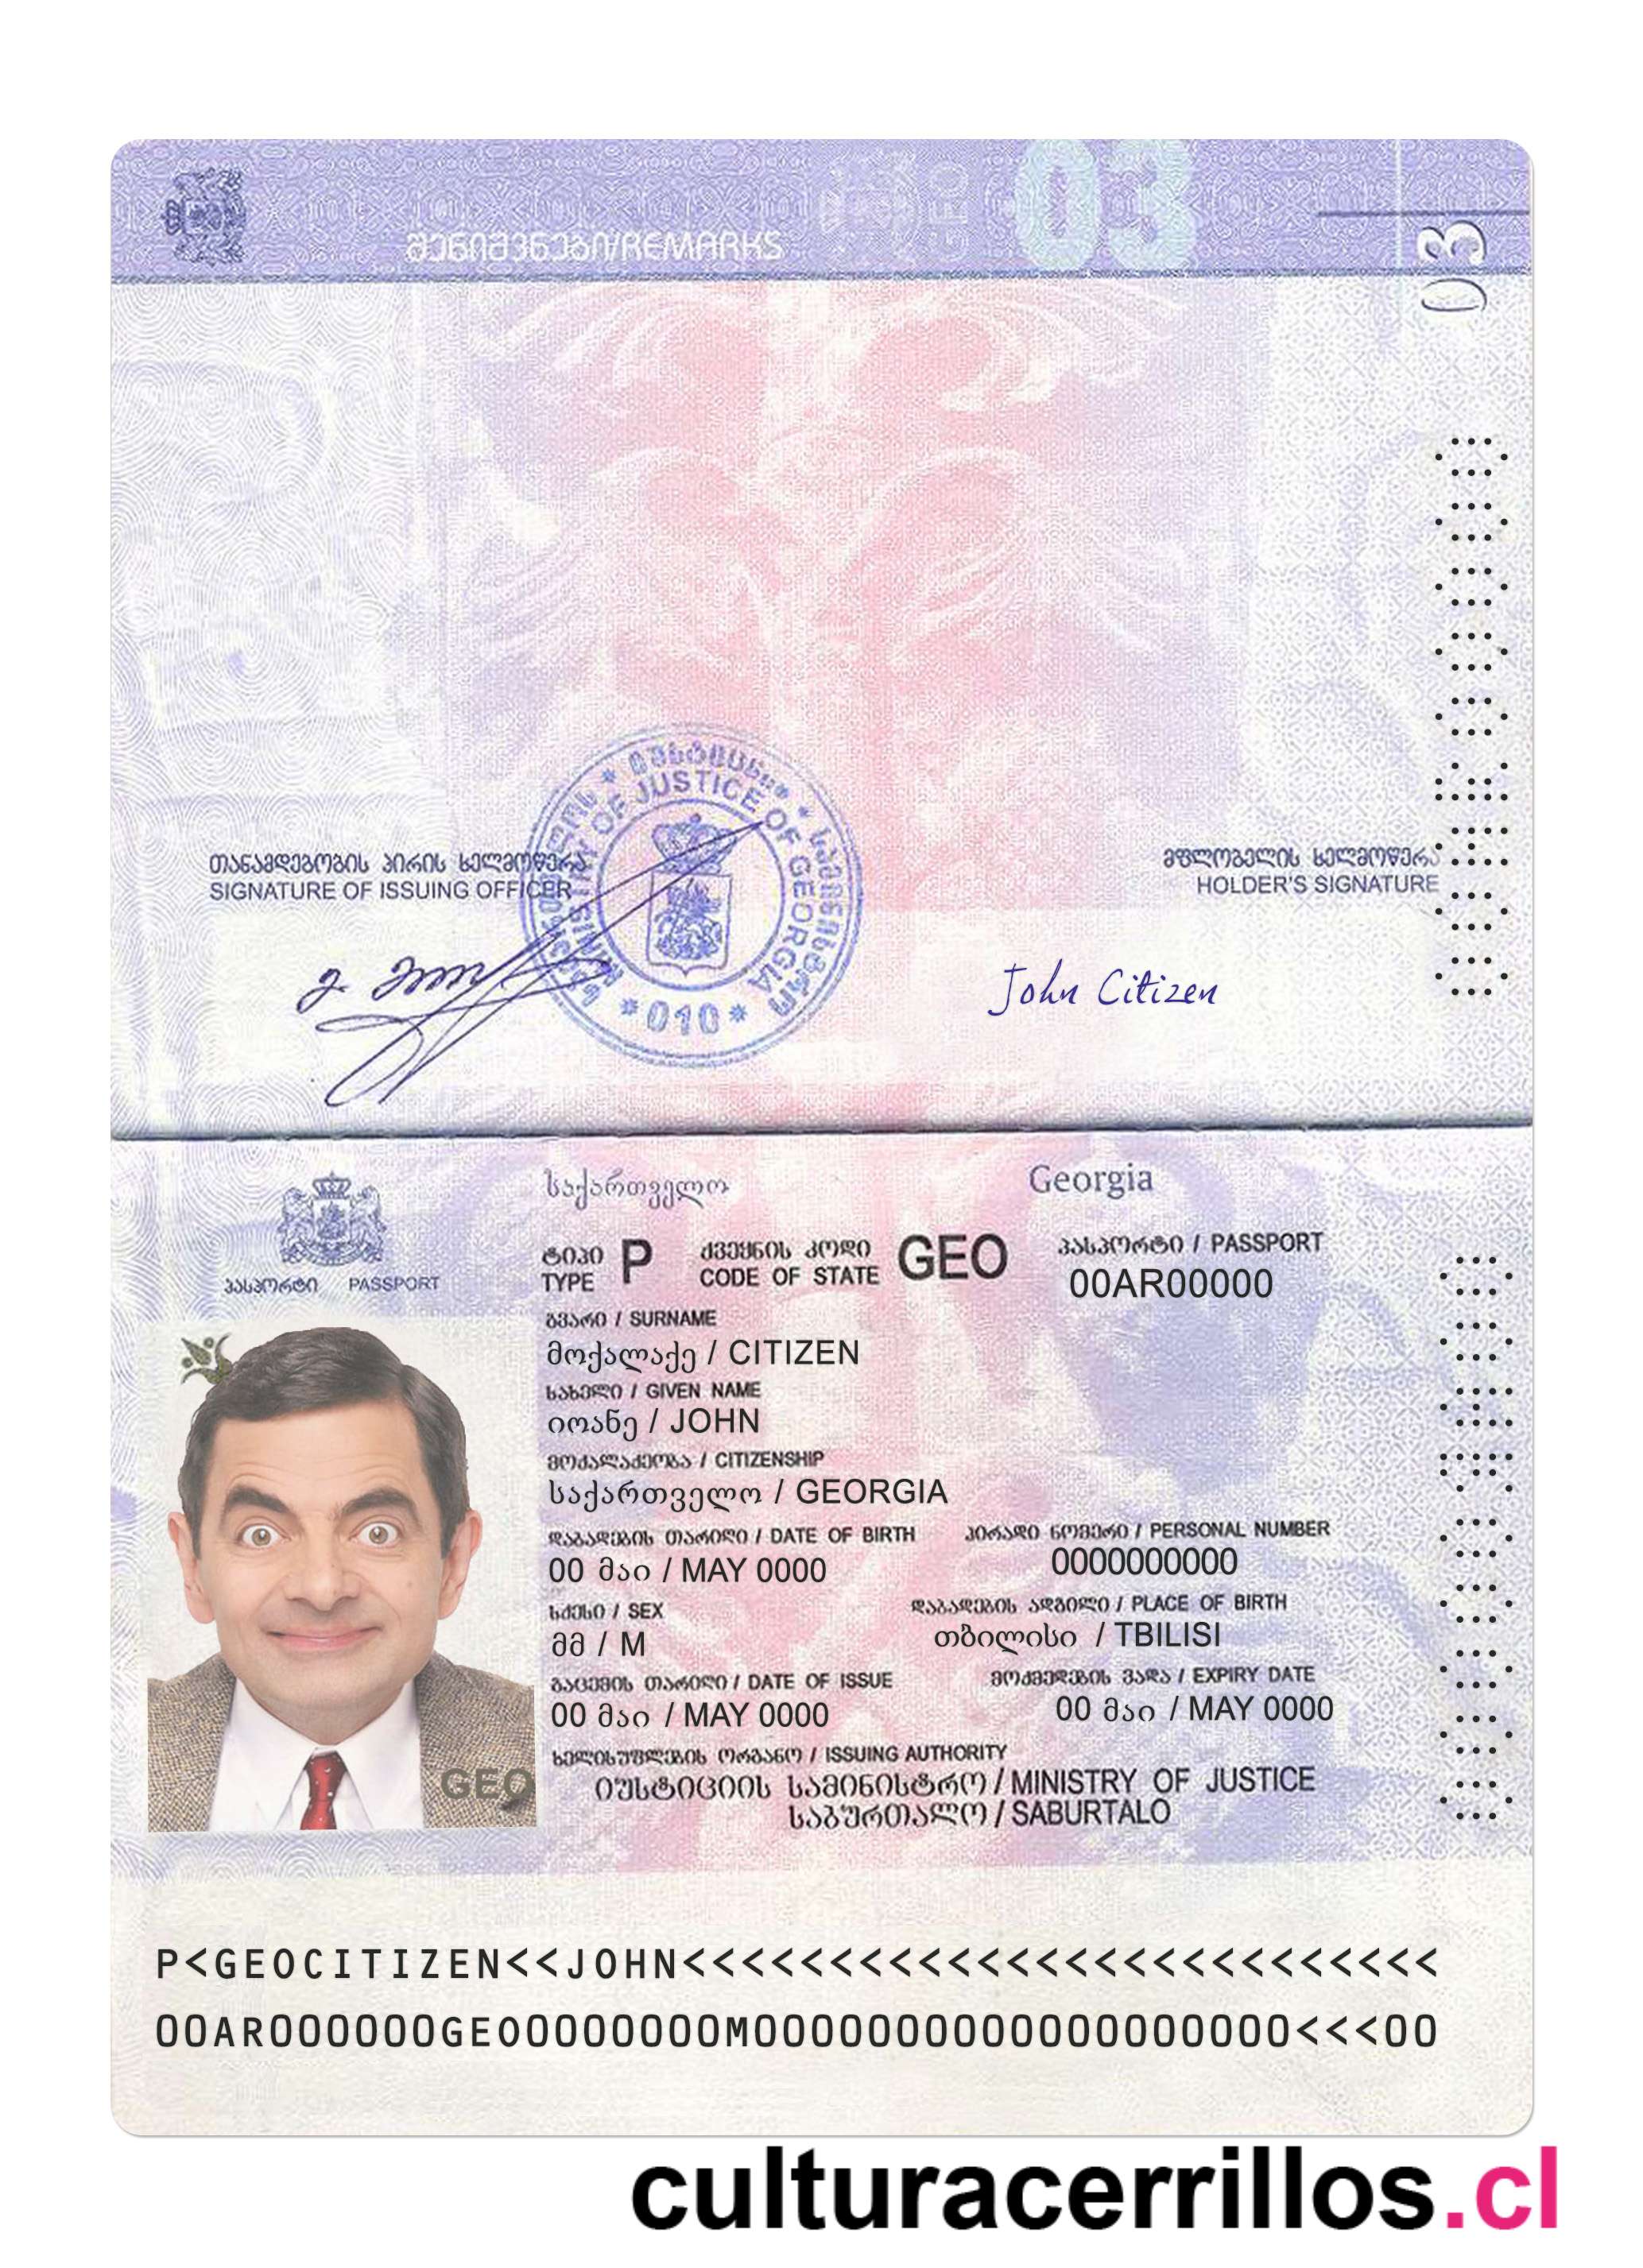 შენიშვნები/REMARKS
GEO
03
03
თანამდებობის პირის ხელმოწერა
SIGNATURE OF ISSUING OFFICER
მფლობელის ხელმოწერა
HOLDER'S SIGNATURE
MINISTRY OF JUSTICE OF GEORGIA
*010*
John Citizen
საქართველო
Georgia
პასპორტი PASSPORT
ტიპი
TYPE
P
ქვეყნის კოდი
CODE OF STATE
GEO
პასპორტი / PASSPORT
00AR00000
გვარი / SURNAME
მოქალაქე / CITIZEN
სახელი / GIVEN NAME
იოანე / JOHN
მოქალაქეობა / CITIZENSHIP
საქართველო / GEORGIA
დაბადების თარიღი / DATE OF BIRTH
00 მაი / MAY 0000
პირადი ნომერი / PERSONAL NUMBER
0000000000
სქესი / SEX
მმ / M
დაბადების ადგილი / PLACE OF BIRTH
თბილისი / TBILISI
გაცემის თარიღი / DATE OF ISSUE
00 მაი / MAY 0000
მოქმედების ვადა / EXPIRY DATE
00 მაი / MAY 0000
ხელისუფლების ორგანო / ISSUING AUTHORITY
იუსტიციის სამინისტრო / MINISTRY OF JUSTICE
საბურთალო / SABURTALO
GEO
P<GEOCITIZEN<<JOHN<<<<<<<<<<<<<<<<<<<<<<<<<<
00AR000000GEO00000000M0000000000000000000<<<00
culturacerrillos.cl